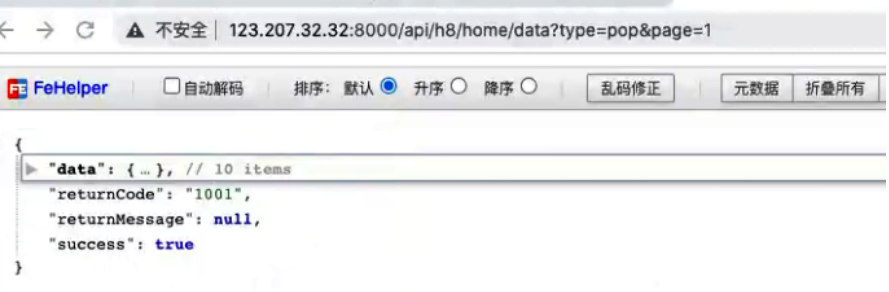 不安全 | 123.207.32.32:8000/api/h8/home/data?type=pop&page=1
FE FeHelper 自动解码 排序: 默认 升序 降序 乱码修正 元数据 折叠所有
{
"data": { … }, // 10 items
"returnCode": "1001",
"returnMessage": null,
"success": true
}